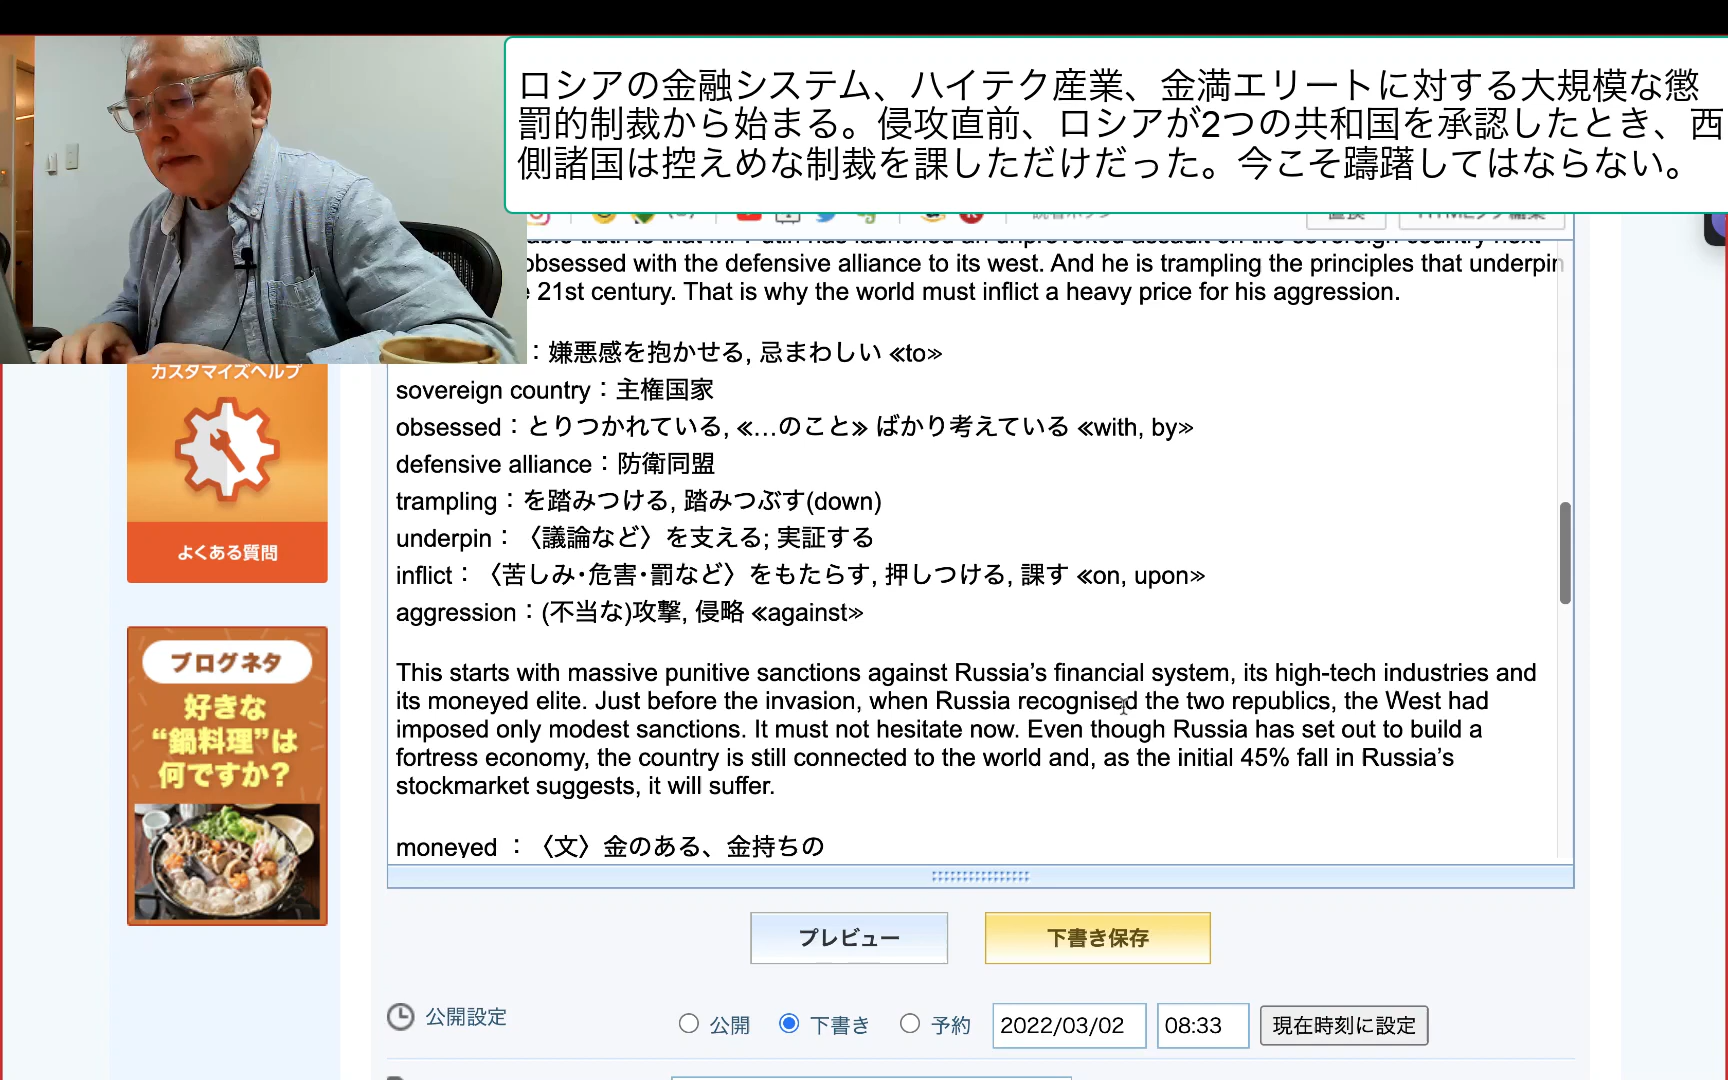 ロシアの金融システム、ハイテク産業、金満エリートに対する大規模な懲
罰的制裁から始まる。侵攻直前、ロシアが2つの共和国を承認したとき、西
側諸国は控えめな制裁を課しただけだった。今こそ躊躇してはならない。
obsessed with the defensive alliance to its west. And he is trampling the principles that underpin
21st century. That is why the world must inflict a heavy price for his aggression.
：嫌悪感を抱かせる, 忌まわしい ≪to≫
sovereign country：主権国家
obsessed：とりつかれている, ≪…のこと≫ ばかり考えている ≪with, by≫
defensive alliance：防衛同盟
trampling：を踏みつける, 踏みつぶす(down)
underpin：〈議論など〉を支える; 実証する
inflict：〈苦しみ･危害･罰など〉をもたらす, 押しつける, 課す ≪on, upon≫
aggression：(不当な)攻撃, 侵略 ≪against≫
This starts with massive punitive sanctions against Russia’s financial system, its high-tech industries and
its moneyed elite. Just before the invasion, when Russia recognised the two republics, the West had
imposed only modest sanctions. It must not hesitate now. Even though Russia has set out to build a
fortress economy, the country is still connected to the world and, as the initial 45% fall in Russia’s
stockmarket suggests, it will suffer.
moneyed ：〈文〉金のある、金持ちの
カスタマイズヘルプ
よくある質問
ブログネタ
好きな
“鍋料理”は
何ですか?
プレビュー
下書き保存
公開設定
公開
下書き
予約
2022/03/02
08:33
現在時刻に設定